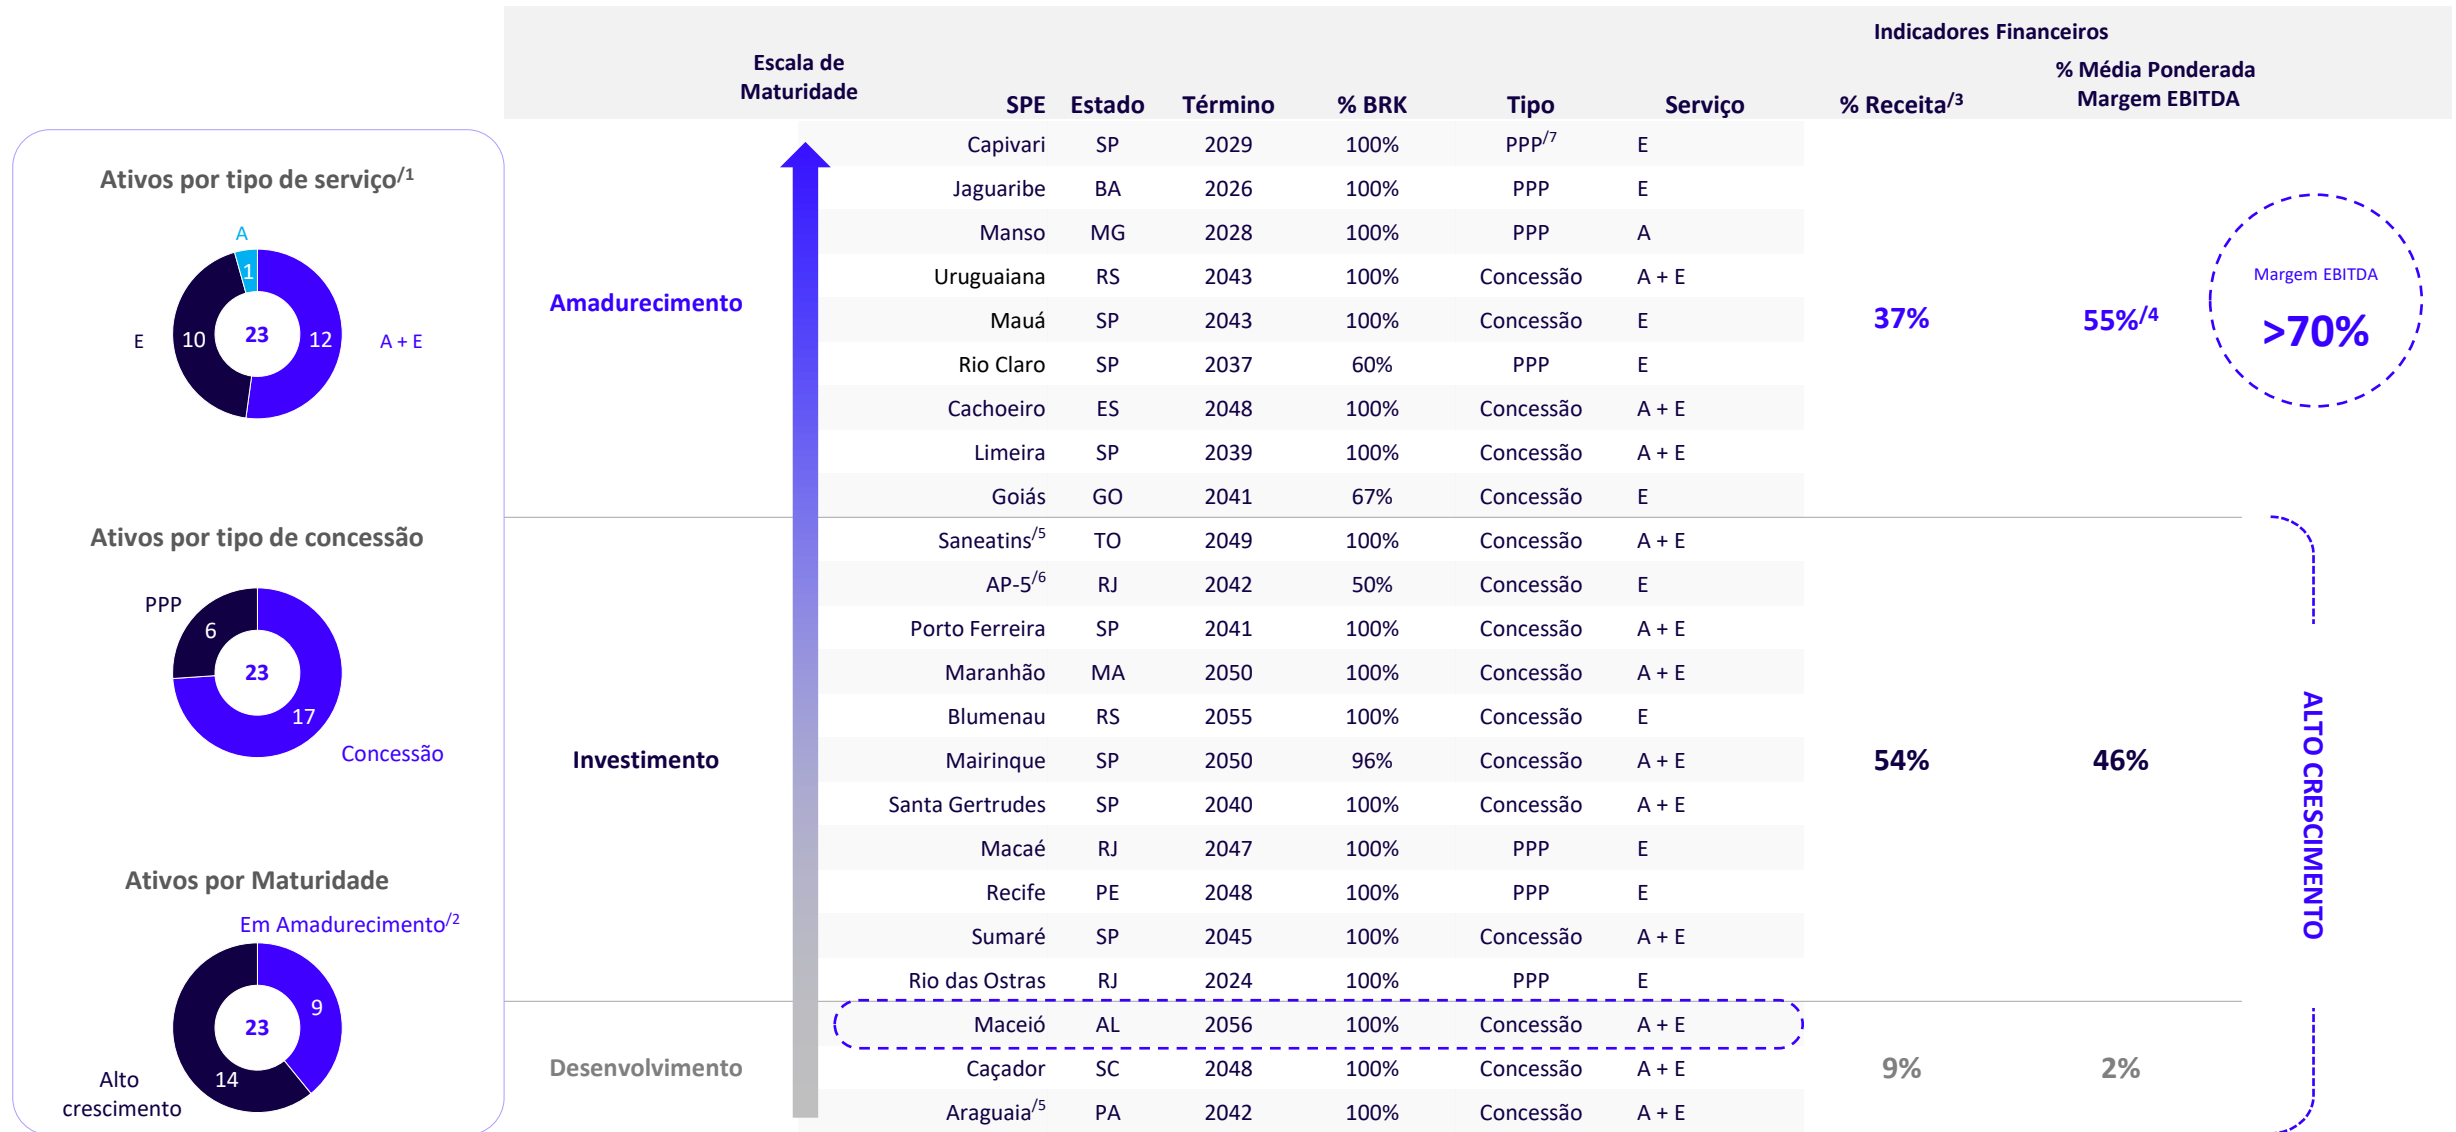 Ativos por tipo de serviço/1
A
1
E
10
23
12
A + E
Ativos por tipo de concessão
PPP
6
23
17
Concessão
Ativos por Maturidade
Em Amadurecimento/2
9
23
14
Alto
crescimento
Indicadores Financeiros
Escala de
Maturidade
SPE Estado Término % BRK Tipo Serviço % Receita/3 % Média Ponderada
Margem EBITDA
Capivari SP 2029 100% PPP/7 E
Jaguaribe BA 2026 100% PPP E
Manso MG 2028 100% PPP A
Uruguaiana RS 2043 100% Concessão A + E
Mauá SP 2043 100% Concessão E
Rio Claro SP 2037 60% PPP E
Cachoeiro ES 2048 100% Concessão A + E
Limeira SP 2039 100% Concessão A + E
Goiás GO 2041 67% Concessão E
Amadurecimento
37% 55%/4
Margem EBITDA
>70%
Saneatins/5 TO 2049 100% Concessão A + E
AP-5/6 RJ 2042 50% Concessão E
Porto Ferreira SP 2041 100% Concessão A + E
Maranhão MA 2050 100% Concessão A + E
Blumenau RS 2055 100% Concessão E
Mairinque SP 2050 96% Concessão A + E
Santa Gertrudes SP 2040 100% Concessão A + E
Macaé RJ 2047 100% PPP E
Recife PE 2048 100% PPP E
Sumaré SP 2045 100% Concessão A + E
Rio das Ostras RJ 2024 100% PPP E
Investimento
54% 46%
ALTO CRESCIMENTO
Maceió AL 2056 100% Concessão A + E
Caçador SC 2048 100% Concessão A + E
Araguaia/5 PA 2042 100% Concessão A + E
Desenvolvimento
9% 2%